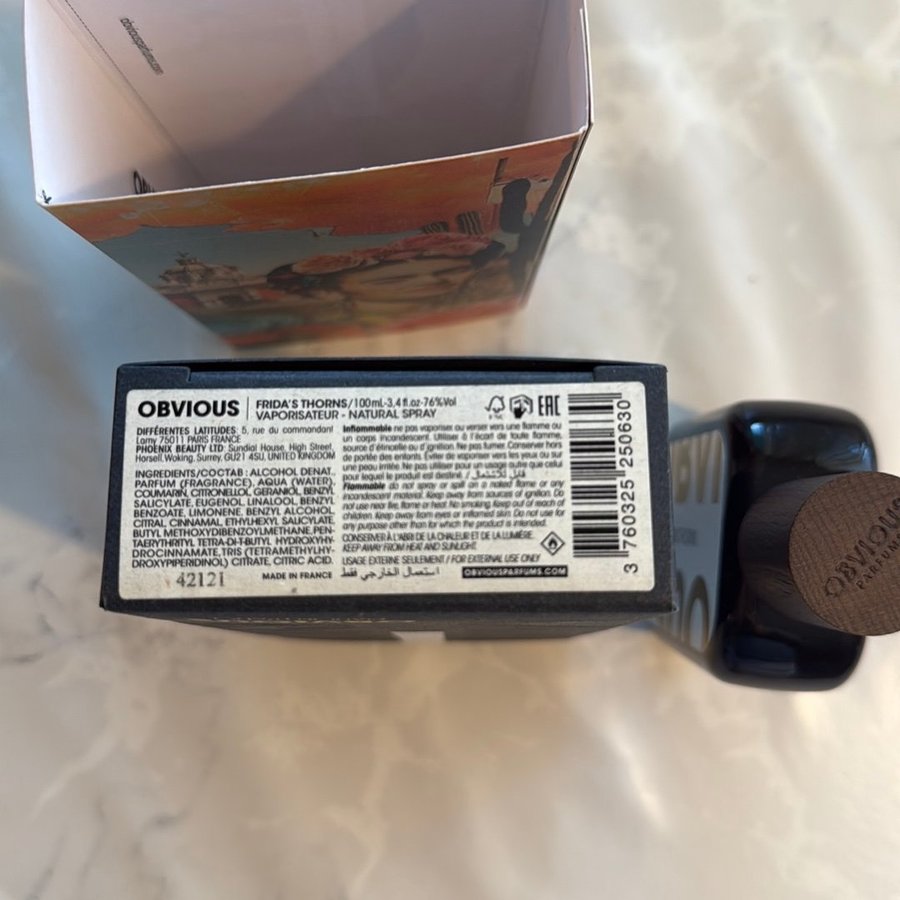 obviousparfums.com
OBVIOUS
FRIDA'S THORNS/100mL-3,4 fl.oz-76%Vol
VAPORISATEUR - NATURAL SPRAY
FSC
EAC
DIFFÉRENTES LATITUDES: 5, rue du commandant
Lamy 75011 PARIS FRANCE
PHOENIX BEAUTY LTD: Sundial House, High Street,
Horsell, Woking, Surrey, GU21 4SU, UNITED KINGDOM
INGREDIENTS/COCTAB : ALCOHOL DENAT.,
PARFUM (FRAGRANCE), AQUA (WATER),
COUMARIN, CITRONELLOL, GERANIOL, BENZYL
SALICYLATE, EUGENOL, LINALOOL, BENZYL
BENZOATE, LIMONENE, BENZYL ALCOHOL,
CITRAL, CINNAMAL, ETHYLHEXYL SALICYLATE,
BUTYL METHOXYDIBENZOYLMETHANE, PEN-
TAERYTHRITYL TETRA-DI-T-BUTYL HYDROXYHY-
DROCINNAMATE, TRIS (TETRAMETHYLHY-
DROXYPIPERIDINOL) CITRATE, CITRIC ACID.
42121
MADE IN FRANCE
Inflammable ne pas vaporiser ou verser vers une flamme ou
un corps incandescent. Utiliser à l'écart de toute flamme,
source d'étincelle ou d'ignition. Ne pas fumer. Conserver hors
de portée des enfants. Eviter de vaporiser vers les yeux ou sur
une peau irritée. Ne pas utiliser pour un usage autre que celui
pour lequel le produit est destiné. / قابل للاشتعال
Flammable do not spray or spill on a naked flame or any
incandescent material. Keep away from sources of ignition. Do
not use near fire, flame or heat. No smoking. Keep out of reach of
children. Keep away from eyes or inflamed skin. Do not use for
any purpose other than for which the product is intended.
CONSERVER À L'ABRI DE LA CHALEUR ET DE LA LUMIÈRE.
KEEP AWAY FROM HEAT AND SUNLIGHT.
USAGE EXTERNE SEULEMENT / FOR EXTERNAL USE ONLY
استعمال الخارجي فقط
OBVIOUSPARFUMS.COM
3 760325 250630
OBVIOUS
PARFUMS